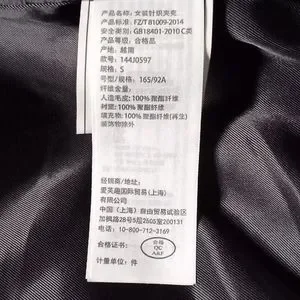 产品名称: 女装针织夹克
产品标准: FZ/T 81009-2014
安全类别: GB18401-2010 C类
产品等级: 合格品
产地: 越南
款号: 144J0597
规格: S
号型/规格: 165/92A
纤维含量:
人造毛皮: 100% 聚酯纤维
衬里: 100% 聚酯纤维
填充物: 100% 聚酯纤维(再生)
装饰物除外
经销商/地址:
爱芙趣国际贸易(上海)
有限公司
中国(上海)自由贸易试验区
加枫路28号5层2503室200131
电话: 10-800-712-3169
合格证书:
合格
QC
A&F
计量单位: 件